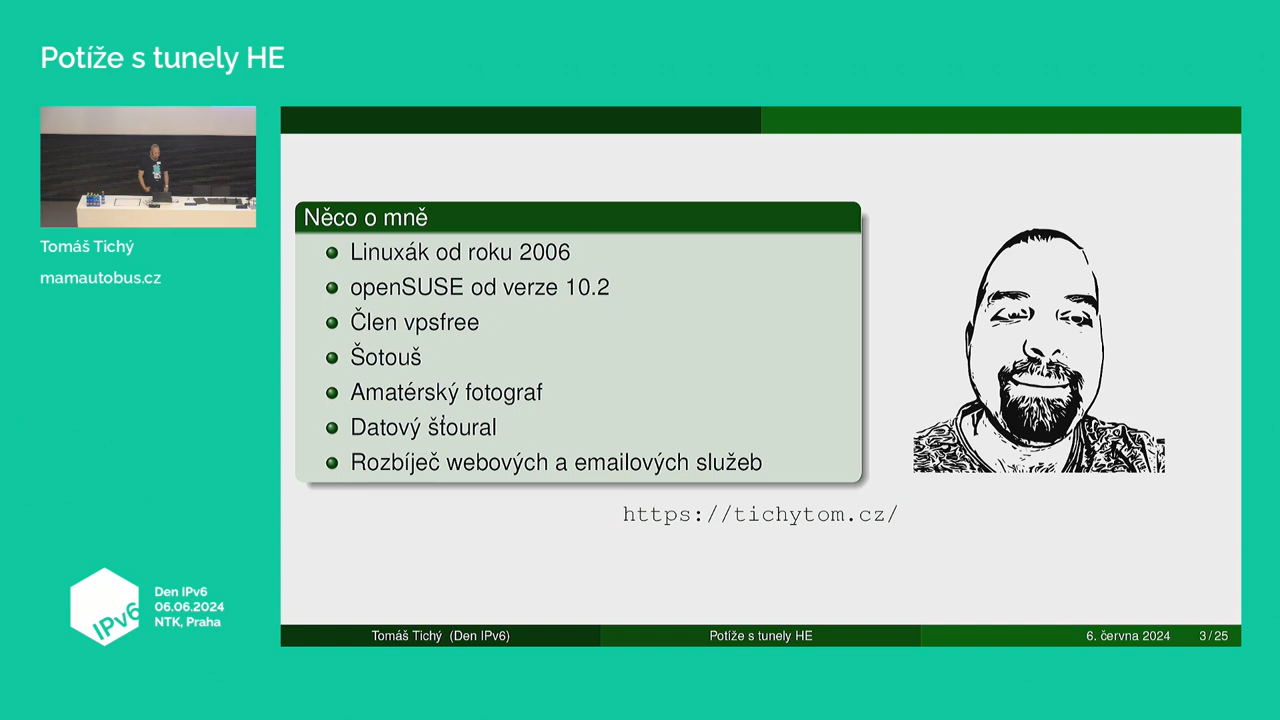 Potíže s tunely HE
Tomáš Tichý
mamautobus.cz
Něco o mně
Linuxák od roku 2006
openSUSE od verze 10.2
Člen vpsfree
Šotouš
Amatérský fotograf
Datový šťoural
Rozbíječ webových a emailových služeb
https://tichytom.cz/
IPv6
Den IPv6
06.06.2024
NTK, Praha
Tomáš Tichý (Den IPv6)
Potíže s tunely HE
6. června 2024
3 / 25